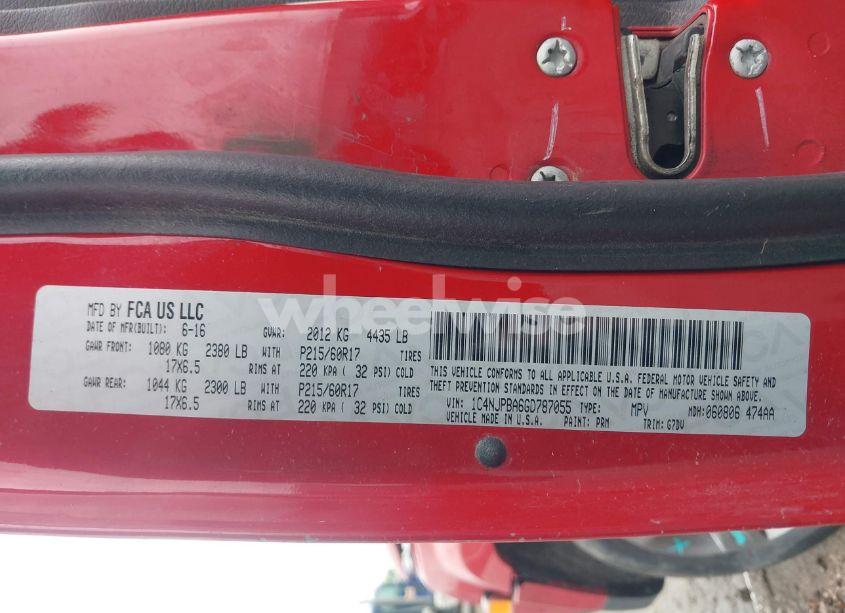 MFD BY FCA US LLC
DATE OF MFR(BUILT): 6-16 GVWR: 2012 KG 4435 LB
GAWR FRONT: 1080 KG 2380 LB WITH P215/60R17 TIRES
17X6.5 RIMS AT 220 KPA ( 32 PSI) COLD
GAWR REAR: 1044 KG 2300 LB WITH P215/60R17 TIRES
17X6.5 RIMS AT 220 KPA ( 32 PSI) COLD
THIS VEHICLE CONFORMS TO ALL APPLICABLE U.S.A. FEDERAL MOTOR VEHICLE SAFETY AND
THEFT PREVENTION STANDARDS IN EFFECT ON THE DATE OF MANUFACTURE SHOWN ABOVE.
VIN: 1C4NJPBA6GD787055 TYPE: MPV MDH: 060806 474AA
VEHICLE MADE IN U.S.A. PAINT: PRM TRIM: G7DV
wheelwise